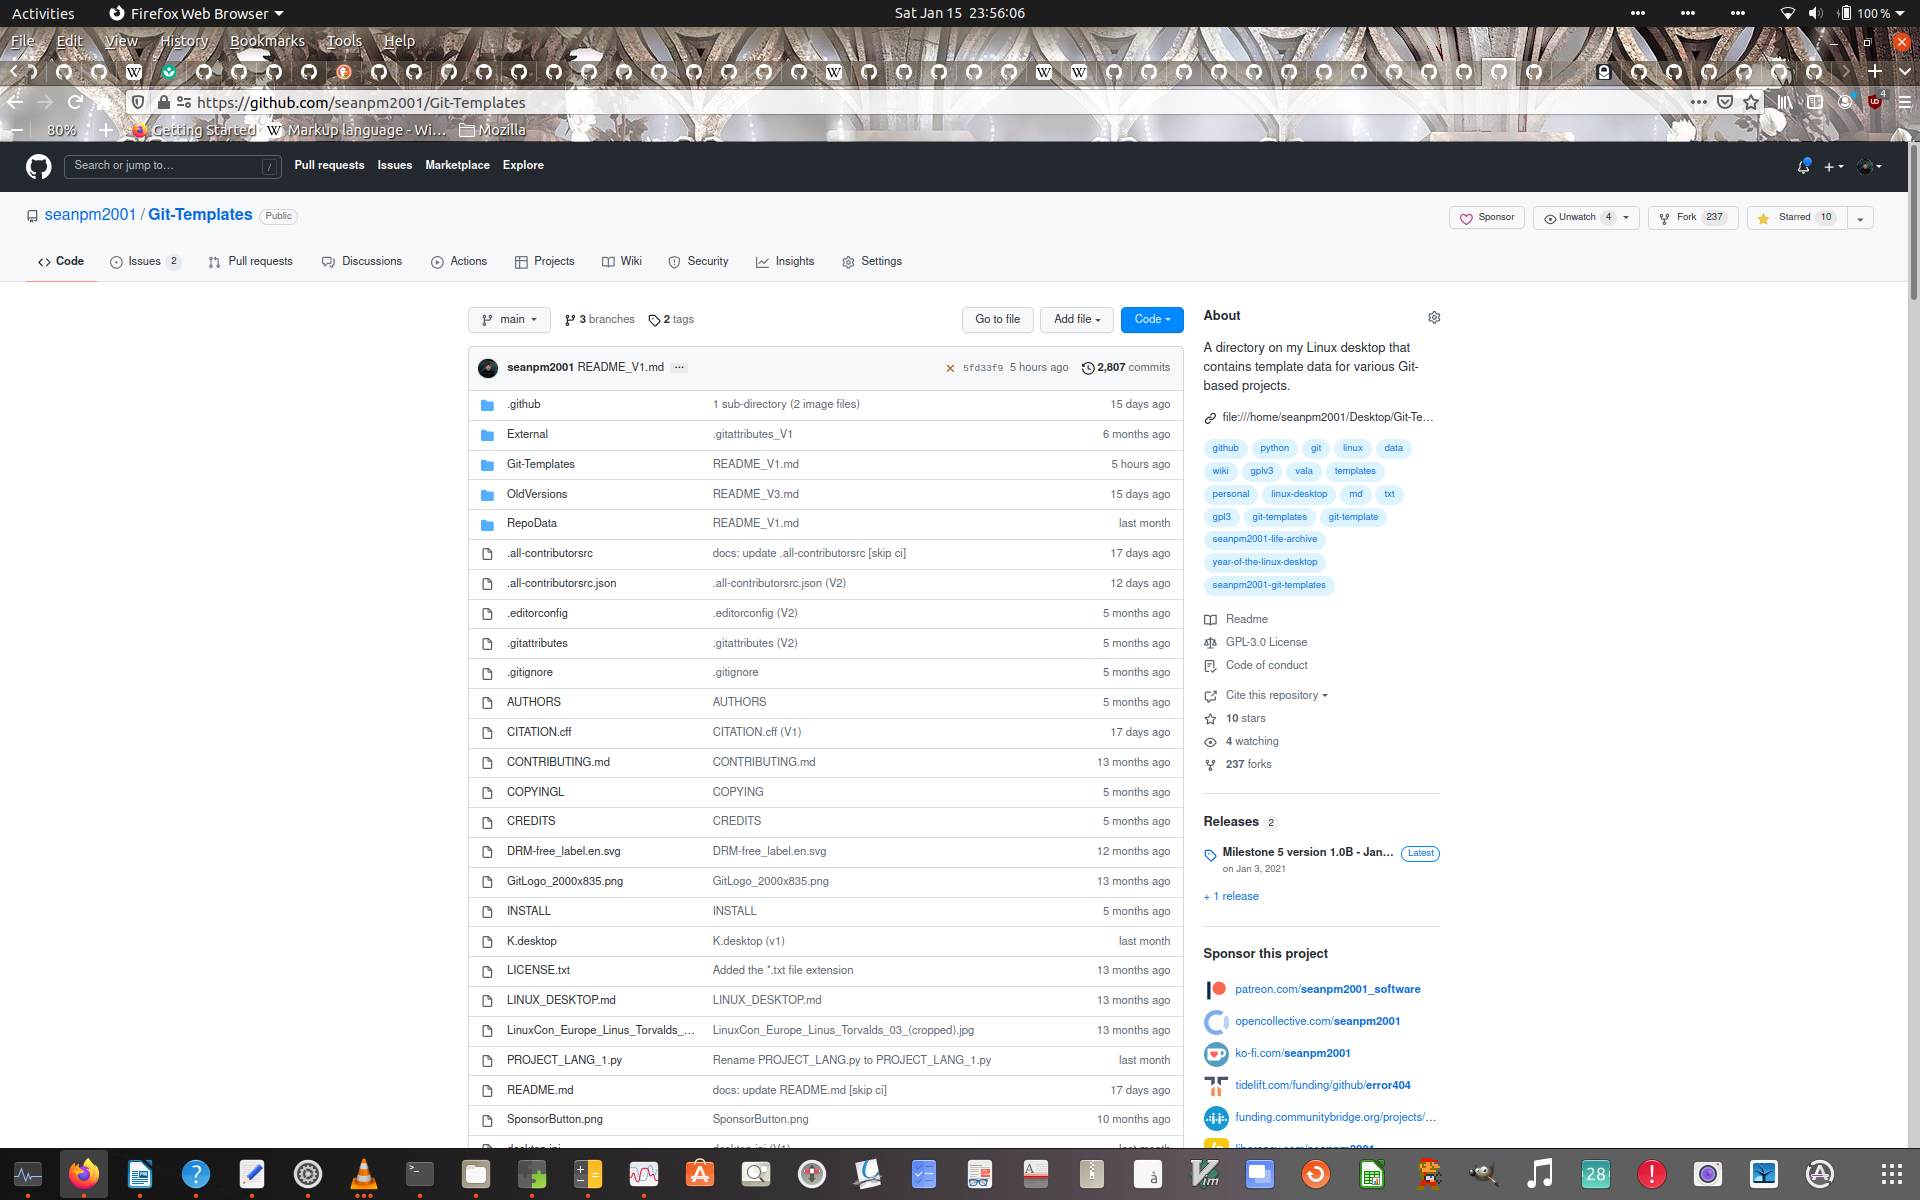 Activities Firefox Web Browser Sat Jan 15 23:56:06 100 %
File Edit View History Bookmarks Tools Help
https://github.com/seanpm2001/Git-Templates 4
80% Getting Started Markup language - Wi... Mozilla
Search or jump to... / Pull requests Issues Marketplace Explore
seanpm2001 / Git-Templates Public Sponsor Unwatch 4 Fork 237 Starred 10
Code Issues 2 Pull requests Discussions Actions Projects Wiki Security Insights Settings
main 3 branches 2 tags Go to file Add file Code
seanpm2001 README_V1.md ... 5fd33f9 5 hours ago 2,807 commits
.github 1 sub-directory (2 image files) 15 days ago
External .gitattributes_V1 6 months ago
Git-Templates README_V1.md 5 hours ago
OldVersions README_V3.md 15 days ago
RepoData README_V1.md last month
.all-contributorsrc docs: update .all-contributorsrc [skip ci] 17 days ago
.all-contributorsrc.json .all-contributorsrc.json (V2) 12 days ago
.editorconfig .editorconfig (V2) 5 months ago
.gitattributes .gitattributes (V2) 5 months ago
.gitignore .gitignore 5 months ago
AUTHORS AUTHORS 5 months ago
CITATION.cff CITATION.cff (V1) 17 days ago
CONTRIBUTING.md CONTRIBUTING.md 13 months ago
COPYINGL COPYING 5 months ago
CREDITS CREDITS 5 months ago
DRM-free_label.en.svg DRM-free_label.en.svg 12 months ago
GitLogo_2000x835.png GitLogo_2000x835.png 13 months ago
INSTALL INSTALL 5 months ago
K.desktop K.desktop (v1) last month
LICENSE.txt Added the *.txt file extension 13 months ago
LINUX_DESKTOP.md LINUX_DESKTOP.md 13 months ago
LinuxCon_Europe_Linus_Torvalds_... LinuxCon_Europe_Linus_Torvalds_03_(cropped).jpg 13 months ago
PROJECT_LANG_1.py Rename PROJECT_LANG.py to PROJECT_LANG_1.py last month
README.md docs: update README.md [skip ci] 17 days ago
SponsorButton.png SponsorButton.png 10 months ago
desktop.ini desktop.ini (V1) last month
About
A directory on my Linux desktop that
contains template data for various Git-
based projects.
file:///home/seanpm2001/Desktop/Git-Te...
github python git linux data
wiki gplv3 vala templates
personal linux-desktop md txt
gpl3 git-templates git-template
seanpm2001-life-archive
year-of-the-linux-desktop
seanpm2001-git-templates
Readme
GPL-3.0 License
Code of conduct
Cite this repository
10 stars
4 watching
237 forks
Releases 2
Milestone 5 version 1.0B - Jan... Latest
on Jan 3, 2021
+ 1 release
Sponsor this project
patreon.com/seanpm2001_software
opencollective.com/seanpm2001
ko-fi.com/seanpm2001
tidelift.com/funding/github/error404
funding.communitybridge.org/projects/...
liberapay.com/seanpm2001
28